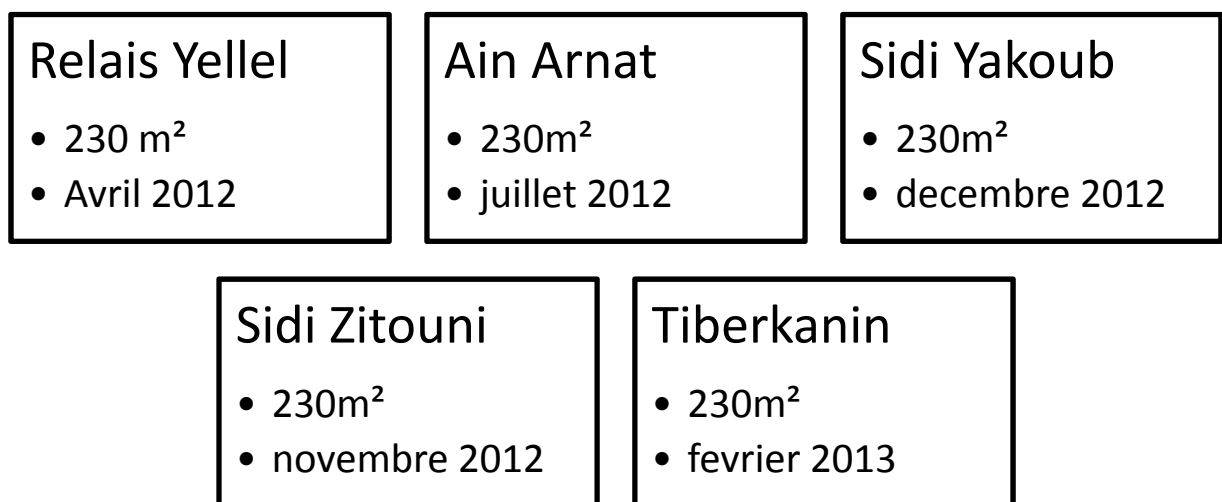 Relais Yellel
• 230 m²
• Avril 2012
Ain Arnat
• 230m²
• juillet 2012
Sidi Yakoub
• 230m²
• decembre 2012
Sidi Zitouni
• 230m²
• novembre 2012
Tiberkanin
• 230m²
• fevrier 2013